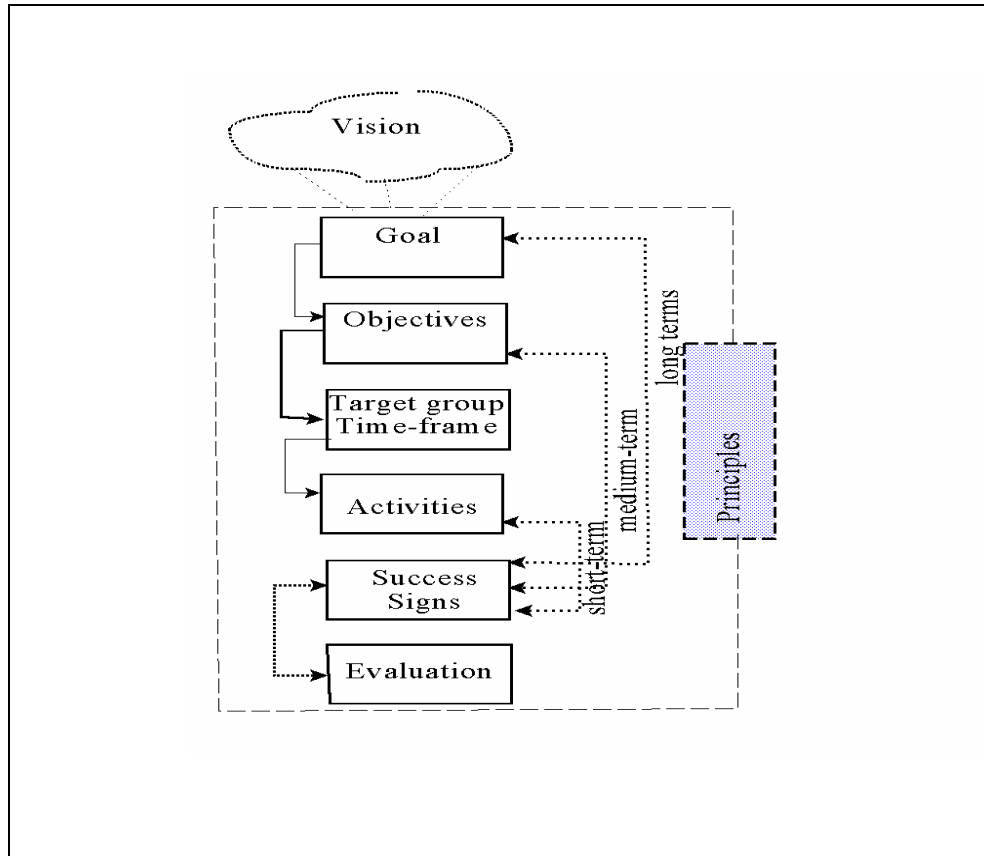 Vision
Goal
Objectives
Target group
Time-frame
Activities
Success
Signs
Evaluation
short-term
medium-term
long terms
Principles